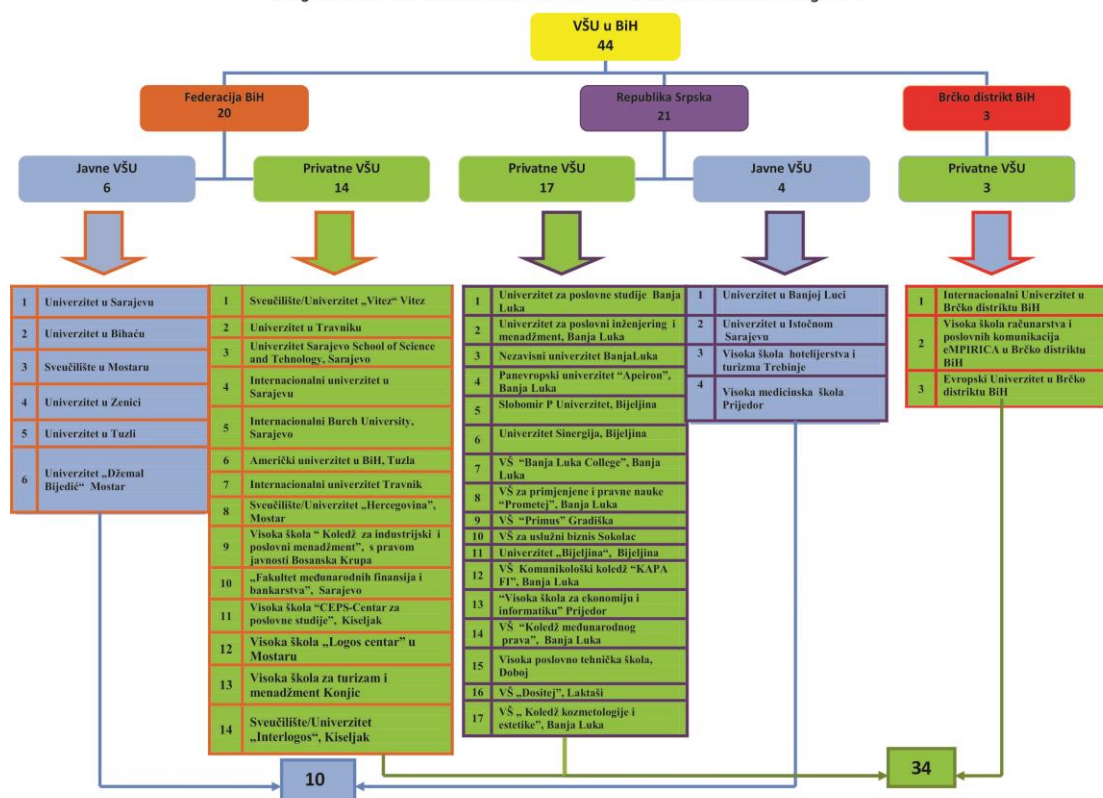 VŠU u BiH
44
Federacija BiH
20
Republika Srpska
21
Brčko distrikt BiH
3
Javne VŠU
6
Privatne VŠU
14
Privatne VŠU
17
Javne VŠU
4
Privatne VŠU
3
1 Univerzitet u Sarajevu
2 Univerzitet u Bihaću
3 Sveučilište u Mostaru
4 Univerzitet u Zenici
5 Univerzitet u Tuzli
6 Univerzitet „Džemal
Bijedić“ Mostar
1 Sveučilište/Univerzitet „Vitez“ Vitez
2 Univerzitet u Travniku
3 Univerzitet Sarajevo School of Science
and Tehnology, Sarajevo
4 Internacionalni univerzitet u
Sarajevu
5 Internacionalni Burch University,
Sarajevo
6 Američki univerzitet u BiH, Tuzla
7 Internacionalni univerzitet Travnik
8 Sveučilište/Univerzitet „Hercegovina”,
Mostar
9 Visoka škola “ Koledž za industrijski i
poslovni menadžment”, s pravom
javnosti Bosanska Krupa
10 „Fakultet međunarodnih finansija i
bankarstva”, Sarajevo
11 Visoka škola “CEPS-Centar za
poslovne studije”, Kiseljak
12 Visoka škola „Logos centar” u
Mostaru
13 Visoka škola za turizam i
menadžment Konjic
14 Sveučilište/Univerzitet
„Interlogos“, Kiseljak
1 Univerzitet za poslovne studije Banja
Luka
2 Univerzitet za poslovni inženjering i
menadžment, Banja Luka
3 Nezavisni univerzitet BanjaLuka
4 Panevropski univerzitet “Apeiron”,
Banja Luka
5 Slobomir P Univerzitet, Bijeljina
6 Univerzitet Sinergija, Bijeljina
7 VŠ “Banja Luka College”, Banja
Luka
8 VŠ za primjenjene i pravne nauke
“Prometej”, Banja Luka
9 VŠ “Primus” Gradiška
10 VŠ za uslužni biznis Sokolac
11 Univerzitet „Bijeljina“, Bijeljina
12 VŠ Komunikološki koledž “KAPA
FI”, Banja Luka
13 “Visoka škola za ekonomiju i
informatiku” Prijedor
14 VŠ “Koledž međunarodnog
prava”, Banja Luka
15 Visoka poslovno tehnička škola,
Doboj
16 VŠ „Dositej”, Laktaši
17 VŠ „ Koledž kozmetologije i
estetike”, Banja Luka
1 Univerzitet u Banjoj Luci
2 Univerzitet u Istočnom
Sarajevu
3 Visoka škola hotelijerstva i
turizma Trebinje
4 Visoka medicinska škola
Prijedor
1 Internacionalni Univerzitet u
Brčko distriktu BiH
2 Visoka škola računarstva i
poslovnih komunikacija
eMPIRICA u Brčko distriktu
BiH
3 Evropski Univerzitet u Brčko
distriktu BiH
10
34